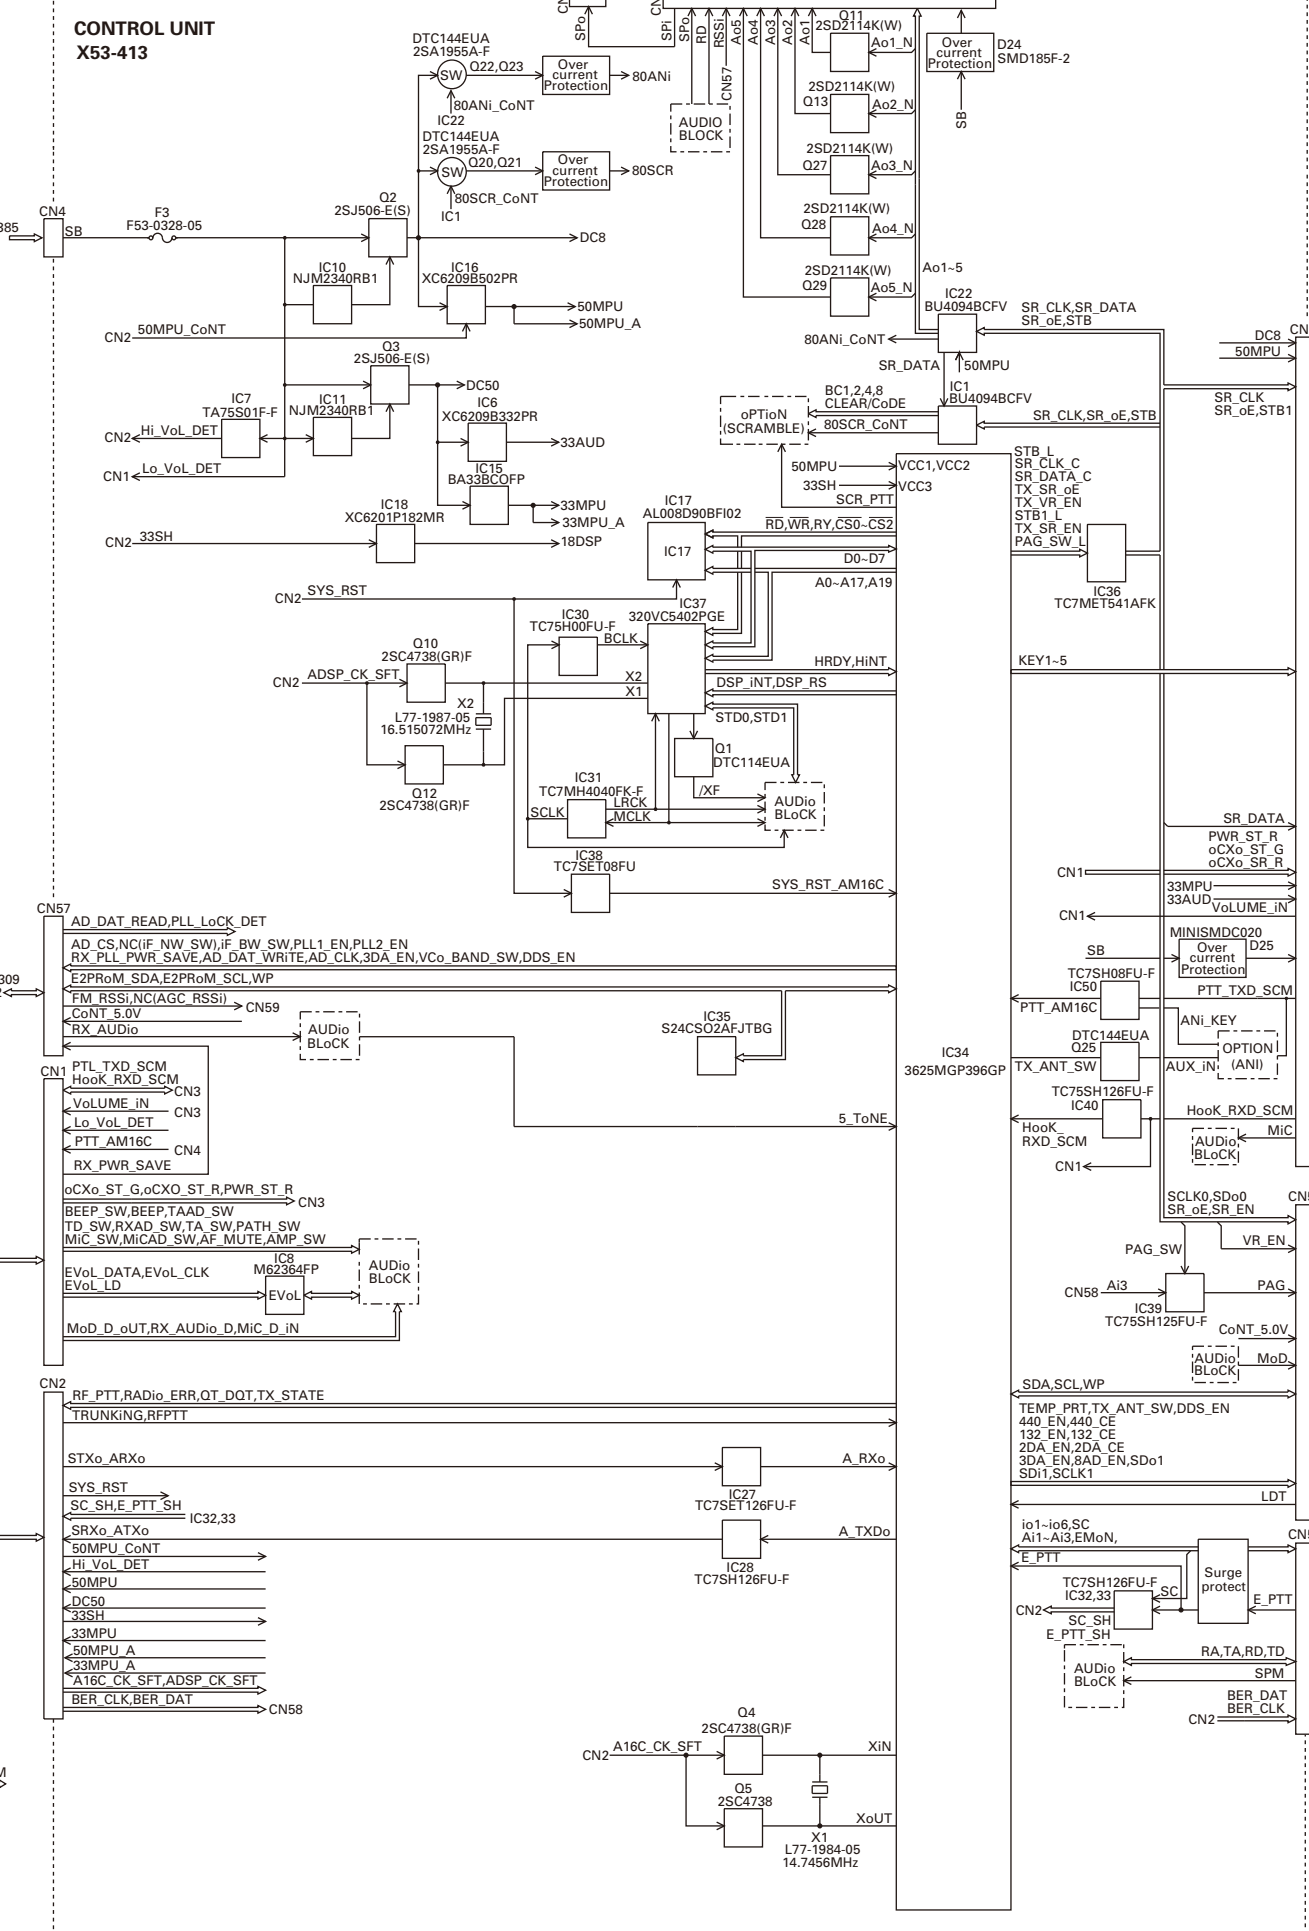 CONTROL UNIT
X53-413
SPo
SPi
SPo
RD
RSSi
CN57
Ao5
Ao4
Ao3
Ao2
Ao1
AUDIO
BLOCK
Q11
2SD2114K(W)
Ao1_N
2SD2114K(W)
Q13
Ao2_N
2SD2114K(W)
Q27
Ao3_N
2SD2114K(W)
Q28
Ao4_N
2SD2114K(W)
Q29
Ao5_N
Over
current
Protection
D24
SMD185F-2
SB
DTC144EUA
2SA1955A-F
SW
Q22,Q23
Over
current
Protection
80ANi
80ANi_CoNT
IC22
DTC144EUA
2SA1955A-F
SW
Q20,Q21
Over
current
Protection
80SCR
80SCR_CoNT
IC1
385
CN4
SB
F3
F53-0328-05
Q2
2SJ506-E(S)
DC8
IC10
NJM2340RB1
IC16
XC6209B502PR
50MPU
50MPU_A
CN2
50MPU_CoNT
Q3
2SJ506-E(S)
DC50
IC7
TA75S01F-F
IC11
NJM2340RB1
IC6
XC6209B332PR
CN2
Hi_VoL_DET
33AUD
CN1
Lo_VoL_DET
IC15
BA33BCOFP
33MPU
33MPU_A
IC18
XC6201P182MR
CN2
33SH
18DSP
Ao1~5
IC22
BU4094BCFV
80ANi_CoNT
SR_DATA
50MPU
SR_CLK,SR_DATA
SR_oE,STB
IC1
BU4094BCFV
BC1,2,4,8
CLEAR/CoDE
80SCR_CoNT
oPTioN
(SCRAMBLE)
SR_CLK,SR_oE,STB
DC8
50MPU
SR_CLK
SR_oE,STB1
50MPU
VCC1,VCC2
33SH
VCC3
SCR_PTT
STB_L
SR_CLK_C
SR_DATA_C
TX_SR_oE
TX_VR_EN
STB1_L
TX_SR_EN
PAG_SW_L
IC36
TC7MET541AFK
IC17
AL008D90BFI02
IC17
RD,WR,RY,CS0~CS2
D0~D7
A0~A17,A19
CN2
SYS_RST
IC37
320VC5402PGE
IC30
TC75H00FU-F
BCLK
HRDY,HiNT
KEY1~5
Q10
2SC4738(GR)F
CN2
ADSP_CK_SFT
X2
X1
DSP_iNT,DSP_RS
X2
L77-1987-05
16.515072MHz
STD0,STD1
Q12
2SC4738(GR)F
Q1
DTC114EUA
/XF
IC31
TC7MH4040FK-F
SCLK
LRCK
MCLK
AUDio
BLoCK
IC38
TC7SET08FU
SYS_RST_AM16C
SR_DATA
PWR_ST_R
oCXo_ST_G
oCXo_SR_R
CN1
33MPU
33AUD
VoLUME_iN
CN1
MINISMDC020
SB
Over
current
Protection
D25
TC7SH08FU-F
IC50
PTT_TXD_SCM
PTT_AM16C
ANi_KEY
DTC144EUA
Q25
TX_ANT_SW
AUX_iN
OPTION
(ANI)
TC75SH126FU-F
IC40
HooK_RXD_SCM
HooK_
RXD_SCM
CN1
AUDio
BLoCK
MiC
CN57
AD_DAT_READ,PLL_LoCK_DET
AD_CS,NC(iF_NW_SW),iF_BW_SW,PLL1_EN,PLL2_EN
RX_PLL_PWR_SAVE,AD_DAT_WRiTE,AD_CLK,3DA_EN,VCo_BAND_SW,DDS_EN
E2PRoM_SDA,E2PRoM_SCL,WP
309
FM_RSSi,NC(AGC_RSSi)
CN59
CoNT_5.0V
RX_AUDio
AUDio
BLoCK
IC35
S24CSO2AFJTBG
IC34
3625MGP396GP
CN1
PTL_TXD_SCM
HooK_RXD_SCM
CN3
VoLUME_iN
CN3
Lo_VoL_DET
5_ToNE
PTT_AM16C
CN4
RX_PWR_SAVE
oCXo_ST_G,oCXO_ST_R,PWR_ST_R
CN3
BEEP_SW,BEEP,TAAD_SW
TD_SW,RXAD_SW,TA_SW,PATH_SW
MiC_SW,MiCAD_SW,AF_MUTE,AMP_SW
IC8
M62364FP
EVoL
EVoL_DATA,EVoL_CLK
EVoL_LD
AUDio
BLoCK
MoD_D_oUT,RX_AUDio_D,MiC_D_iN
SCLK0,SDo0
SR_oE,SR_EN
PAG_SW
VR_EN
CN58
Ai3
PAG
IC39
TC75SH125FU-F
CoNT_5.0V
AUDio
BLoCK
MoD
CN2
RF_PTT,RADio_ERR,QT_DQT,TX_STATE
TRUNKiNG,RFPTT
STXo_ARXo
A_RXo
IC27
TC7SET126FU-F
SYS_RST
SC_SH,E_PTT_SH
IC32,33
SRXo_ATXo
A_TXDo
IC28
TC7SH126FU-F
50MPU_CoNT
Hi_VoL_DET
50MPU
DC50
33SH
33MPU
50MPU_A
33MPU_A
A16C_CK_SFT,ADSP_CK_SFT
BER_CLK,BER_DAT
CN58
SDA,SCL,WP
TEMP_PRT,TX_ANT_SW,DDS_EN
440_EN,440_CE
132_EN,132_CE
2DA_EN,2DA_CE
3DA_EN,8AD_EN,SDo1
SDi1,SCLK1
LDT
io1~io6,SC
Ai1~Ai3,EMoN,
E_PTT
TC7SH126FU-F
IC32,33
SC
Surge
protect
E_PTT
CN2
SC_SH
E_PTT_SH
AUDio
BLoCK
RA,TA,RD,TD
SPM
BER_DAT
BER_CLK
CN2
Q4
2SC4738(GR)F
CN2
A16C_CK_SFT
XiN
Q5
2SC4738
XoUT
X1
L77-1984-05
14.7456MHz